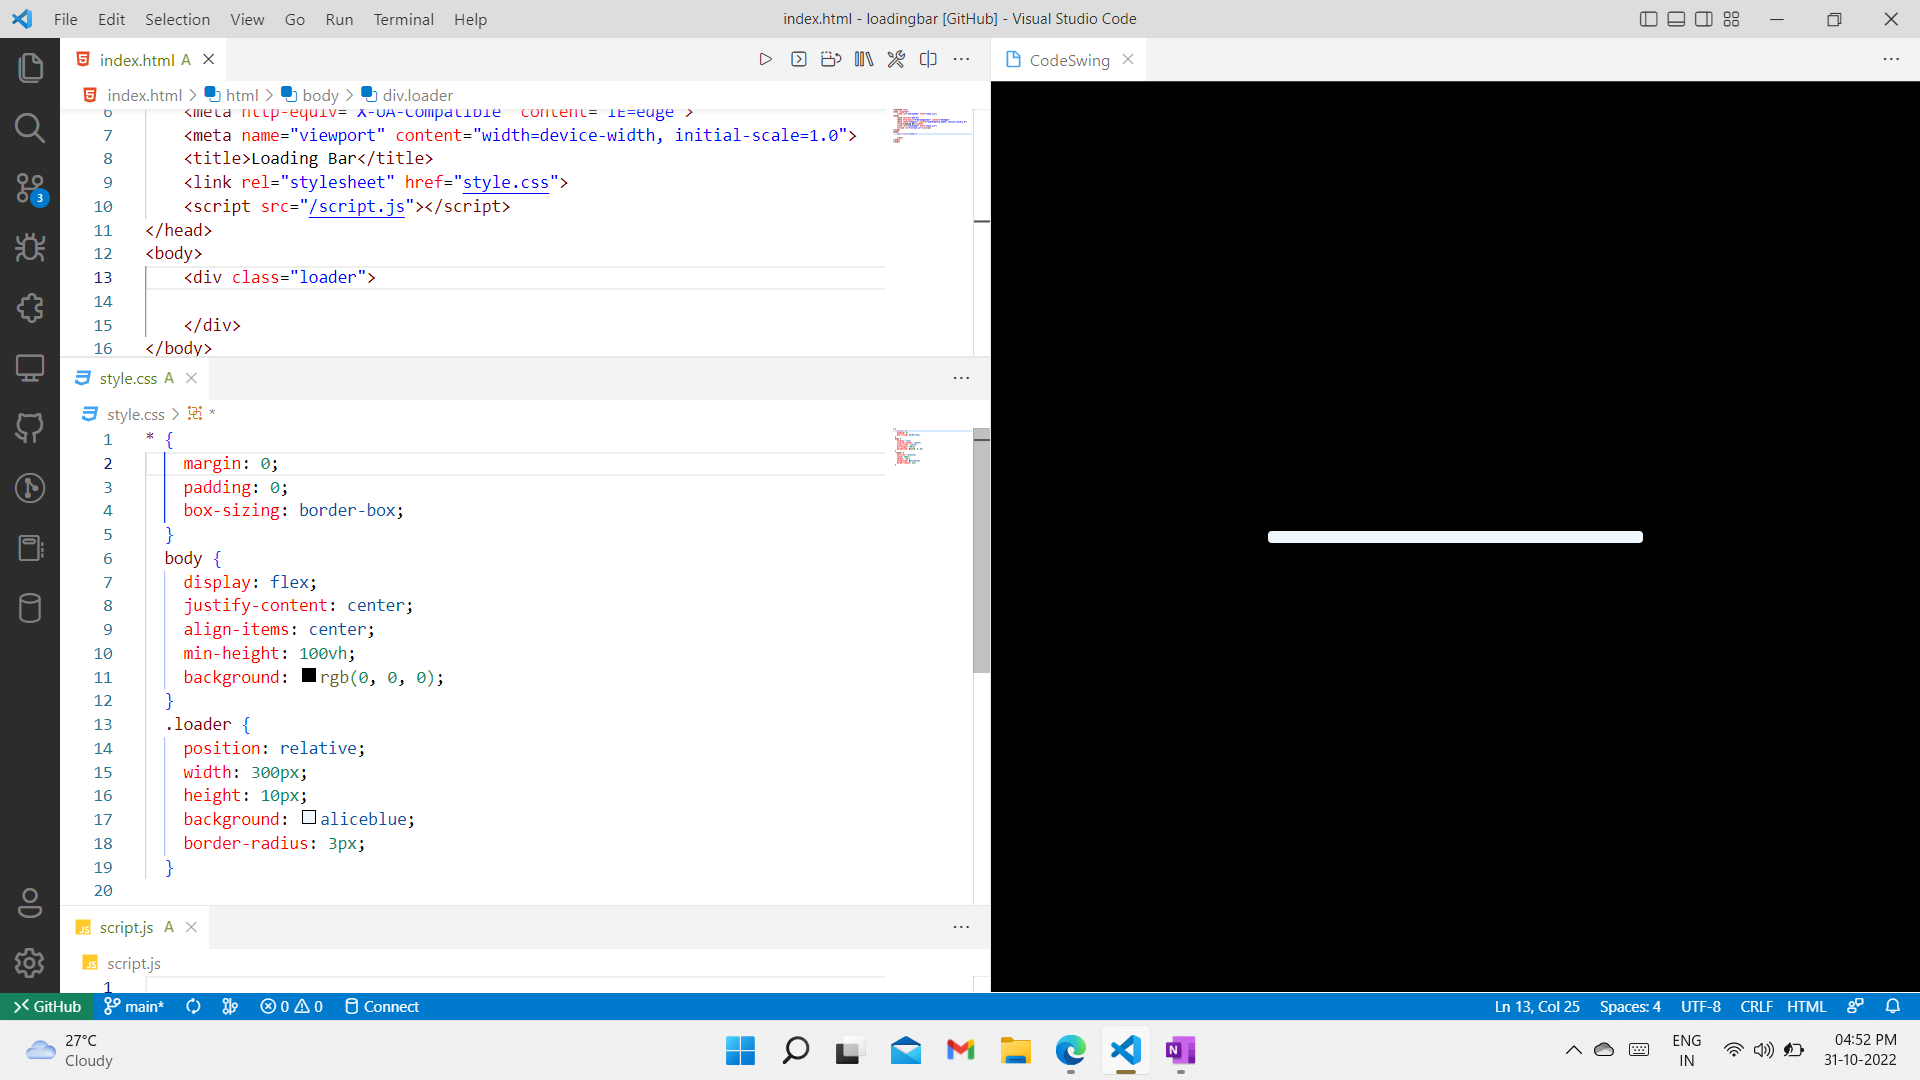 File Edit Selection View Go Run Terminal Help
index.html - loadingbar [GitHub] - Visual Studio Code
index.html A
index.html > html > body > div.loader
6 <meta http-equiv="X-UA-Compatible" content="IE=edge">
7 <meta name="viewport" content="width=device-width, initial-scale=1.0">
8 <title>Loading Bar</title>
9 <link rel="stylesheet" href="style.css">
10 <script src="/script.js"></script>
11 </head>
12 <body>
13 <div class="loader">
14
15 </div>
16 </body>
style.css A
style.css > *
1 * {
2 margin: 0;
3 padding: 0;
4 box-sizing: border-box;
5 }
6 body {
7 display: flex;
8 justify-content: center;
9 align-items: center;
10 min-height: 100vh;
11 background: rgb(0, 0, 0);
12 }
13 .loader {
14 position: relative;
15 width: 300px;
16 height: 10px;
17 background: aliceblue;
18 border-radius: 3px;
19 }
20
script.js A
script.js
1
CodeSwing
3
GitHub main* 0 0 Connect
Ln 13, Col 25 Spaces: 4 UTF-8 CRLF HTML
27°C
Cloudy
ENG
IN
04:52 PM
31-10-2022